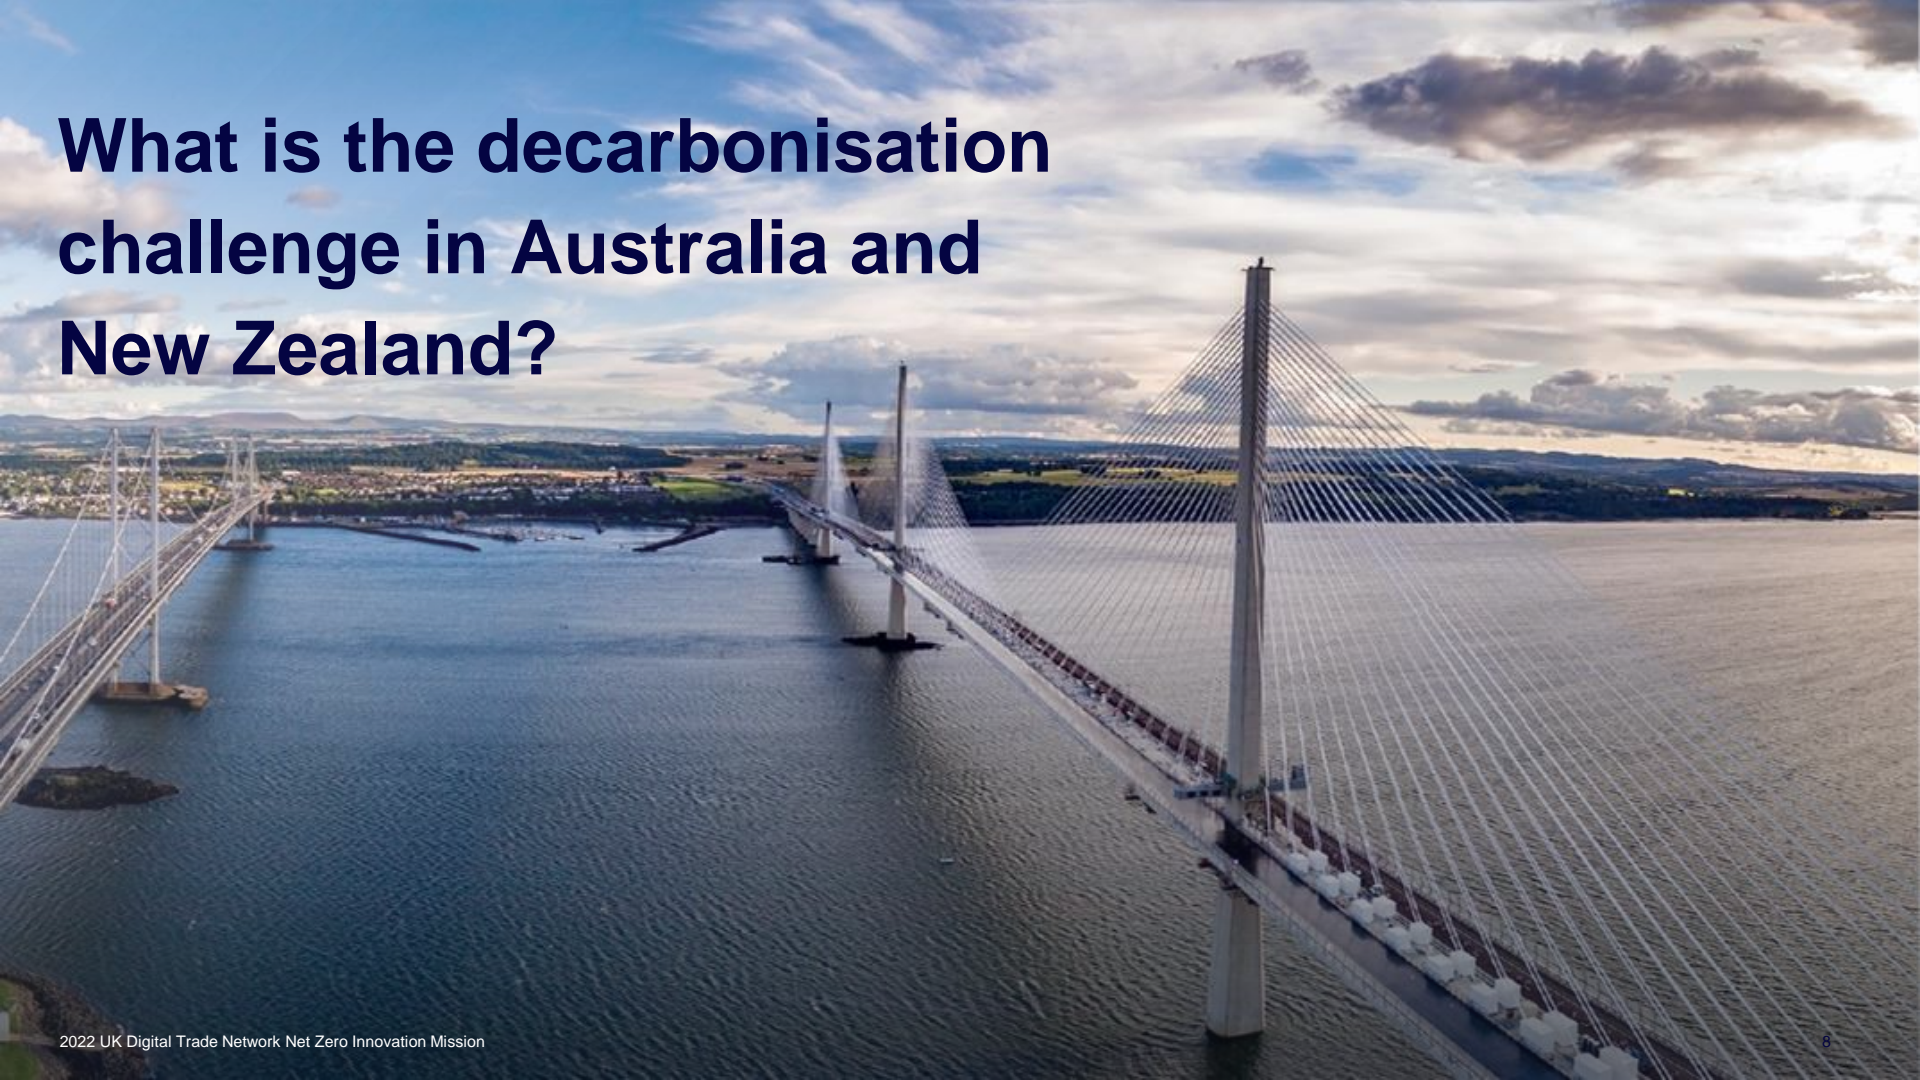 What is the decarbonisation
challenge in Australia and
New Zealand?
2022 UK Digital Trade Network Net Zero Innovation Mission
8